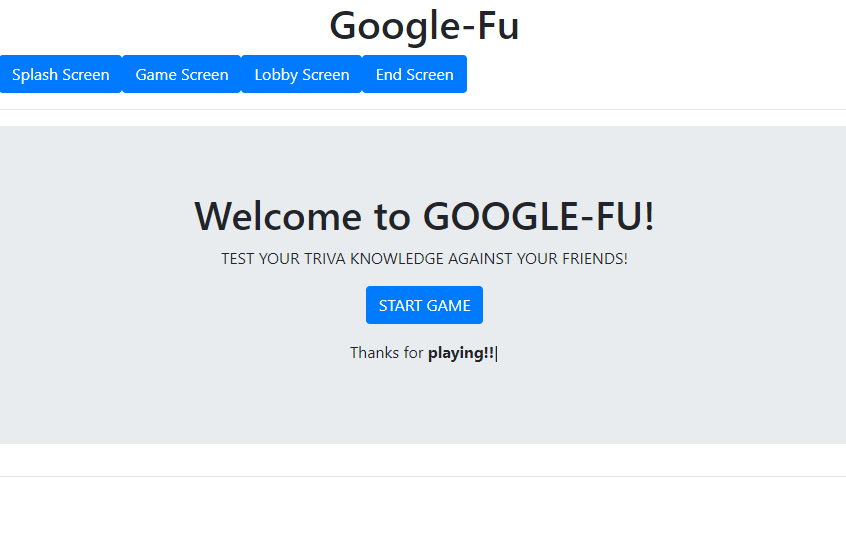 Google-Fu
Splash Screen Game Screen Lobby Screen End Screen
Welcome to GOOGLE-FU!
TEST YOUR TRIVA KNOWLEDGE AGAINST YOUR FRIENDS!
START GAME
Thanks for playing!!|